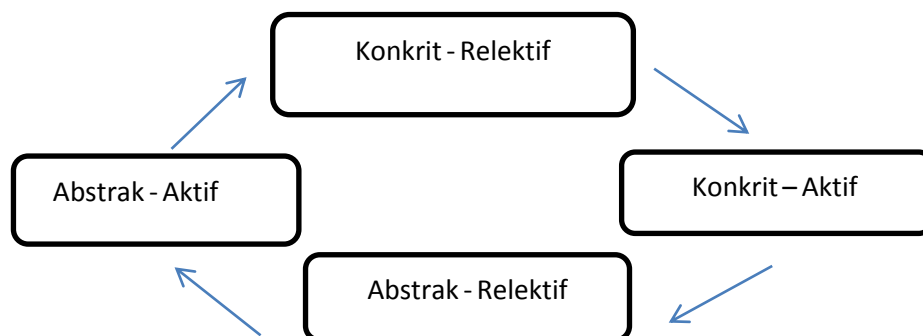 Konkrit - Relektif
Abstrak - Aktif
Konkrit – Aktif
Abstrak - Relektif